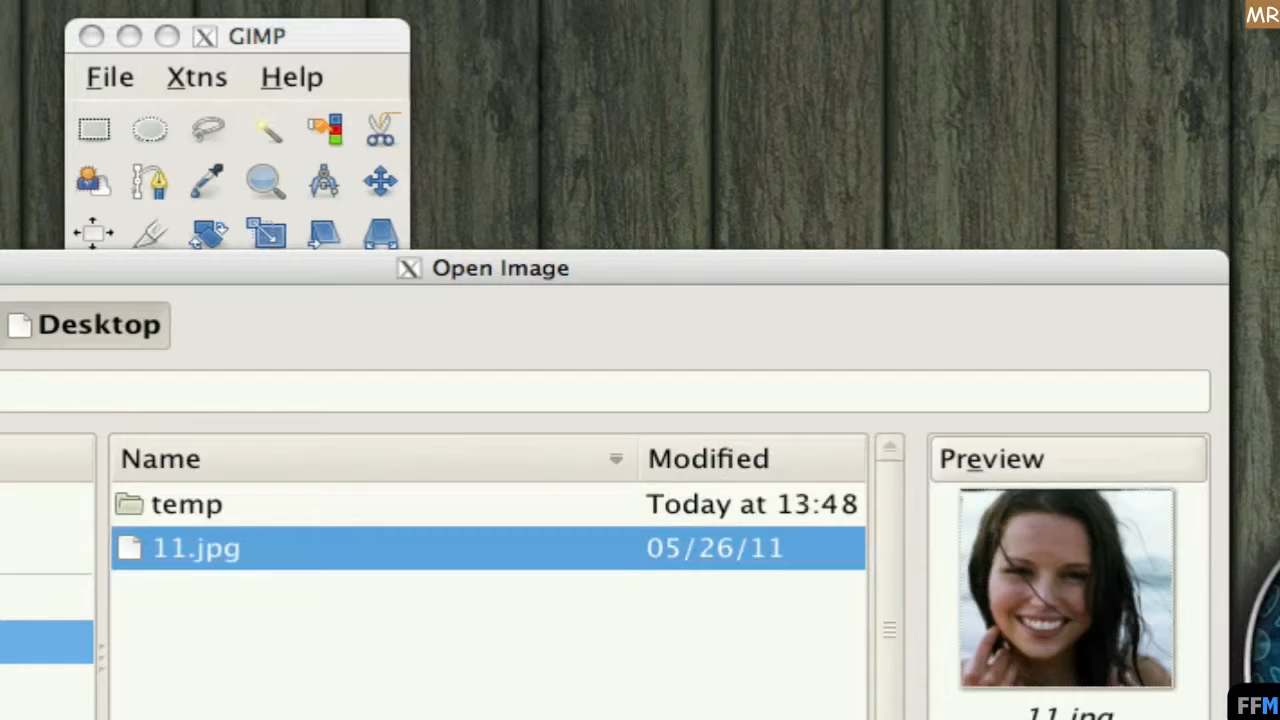 MR
GIMP
File Xtns Help
Open Image
Desktop
Name Modified Preview
temp Today at 13:48
11.jpg 05/26/11
11.jpg
FFM